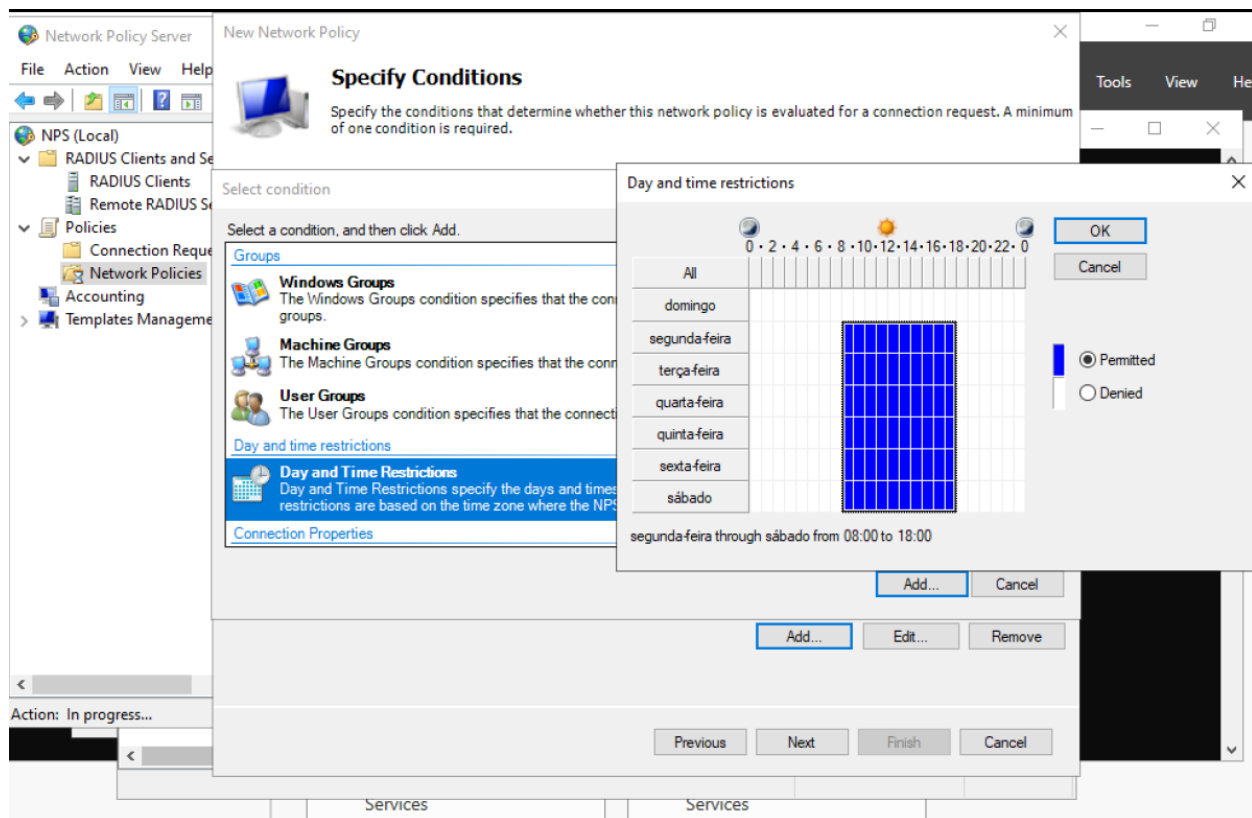 Network Policy Server
File Action View Help
NPS (Local)
RADIUS Clients and Se
RADIUS Clients
Remote RADIUS Se
Policies
Connection Reque
Network Policies
Accounting
Templates Manageme
Action: In progress...
New Network Policy
Specify Conditions
Specify the conditions that determine whether this network policy is evaluated for a connection request. A minimum
of one condition is required.
Select condition
Select a condition, and then click Add.
Groups
Windows Groups
The Windows Groups condition specifies that the con
groups.
Machine Groups
The Machine Groups condition specifies that the conn
User Groups
The User Groups condition specifies that the connecti
Day and time restrictions
Day and Time Restrictions
Day and Time Restrictions specify the days and times
restrictions are based on the time zone where the NPS
Connection Properties
Add... Cancel
Add... Edit... Remove
Previous Next Finish Cancel
Day and time restrictions
0 · 2 · 4 · 6 · 8 · 10 · 12 · 14 · 16 · 18 · 20 · 22 · 0
All
domingo
segunda-feira
terça-feira
quarta-feira
quinta-feira
sexta-feira
sábado
segunda-feira through sábado from 08:00 to 18:00
OK
Cancel
Permitted
Denied
Tools View He
Services Services